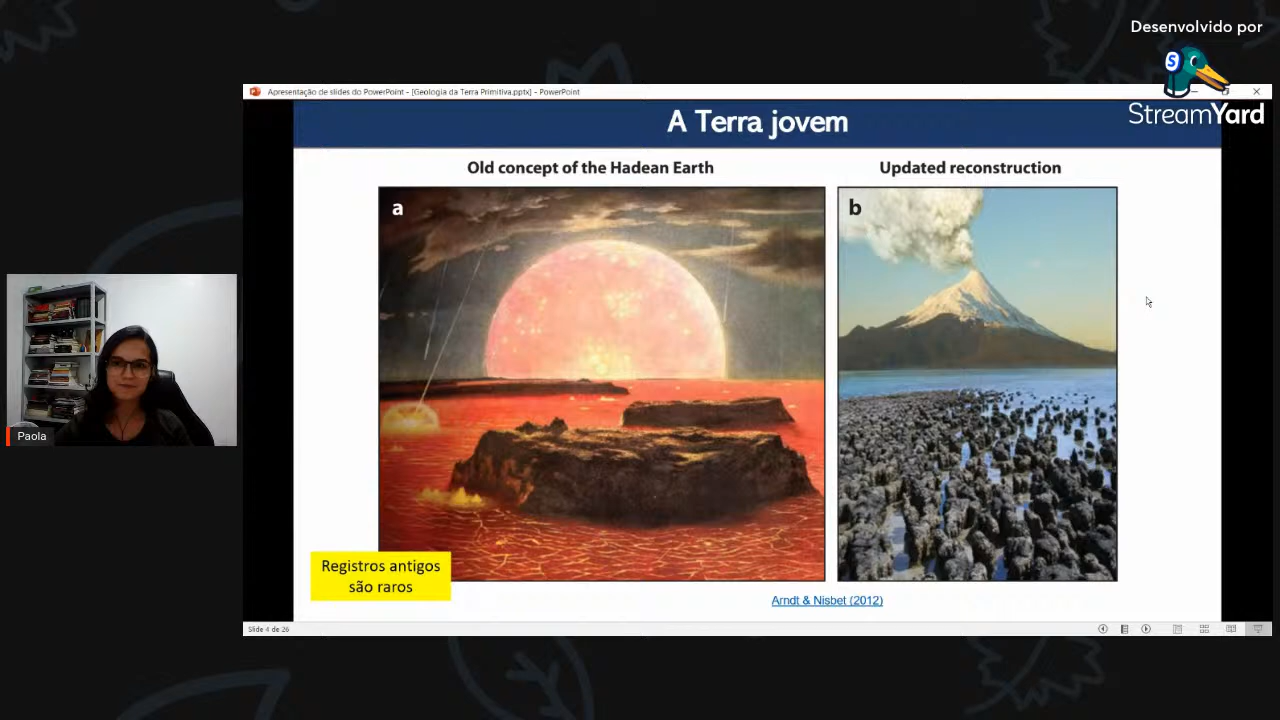 Desenvolvido por
S
StreamYard
Apresentação de slides do PowerPoint - [Geologia da Terra Primitiva.pptx] - PowerPoint
A Terra jovem
Old concept of the Hadean Earth
Updated reconstruction
a
b
Paola
Registros antigos
são raros
Arndt & Nisbet (2012)
Slide 4 de 26